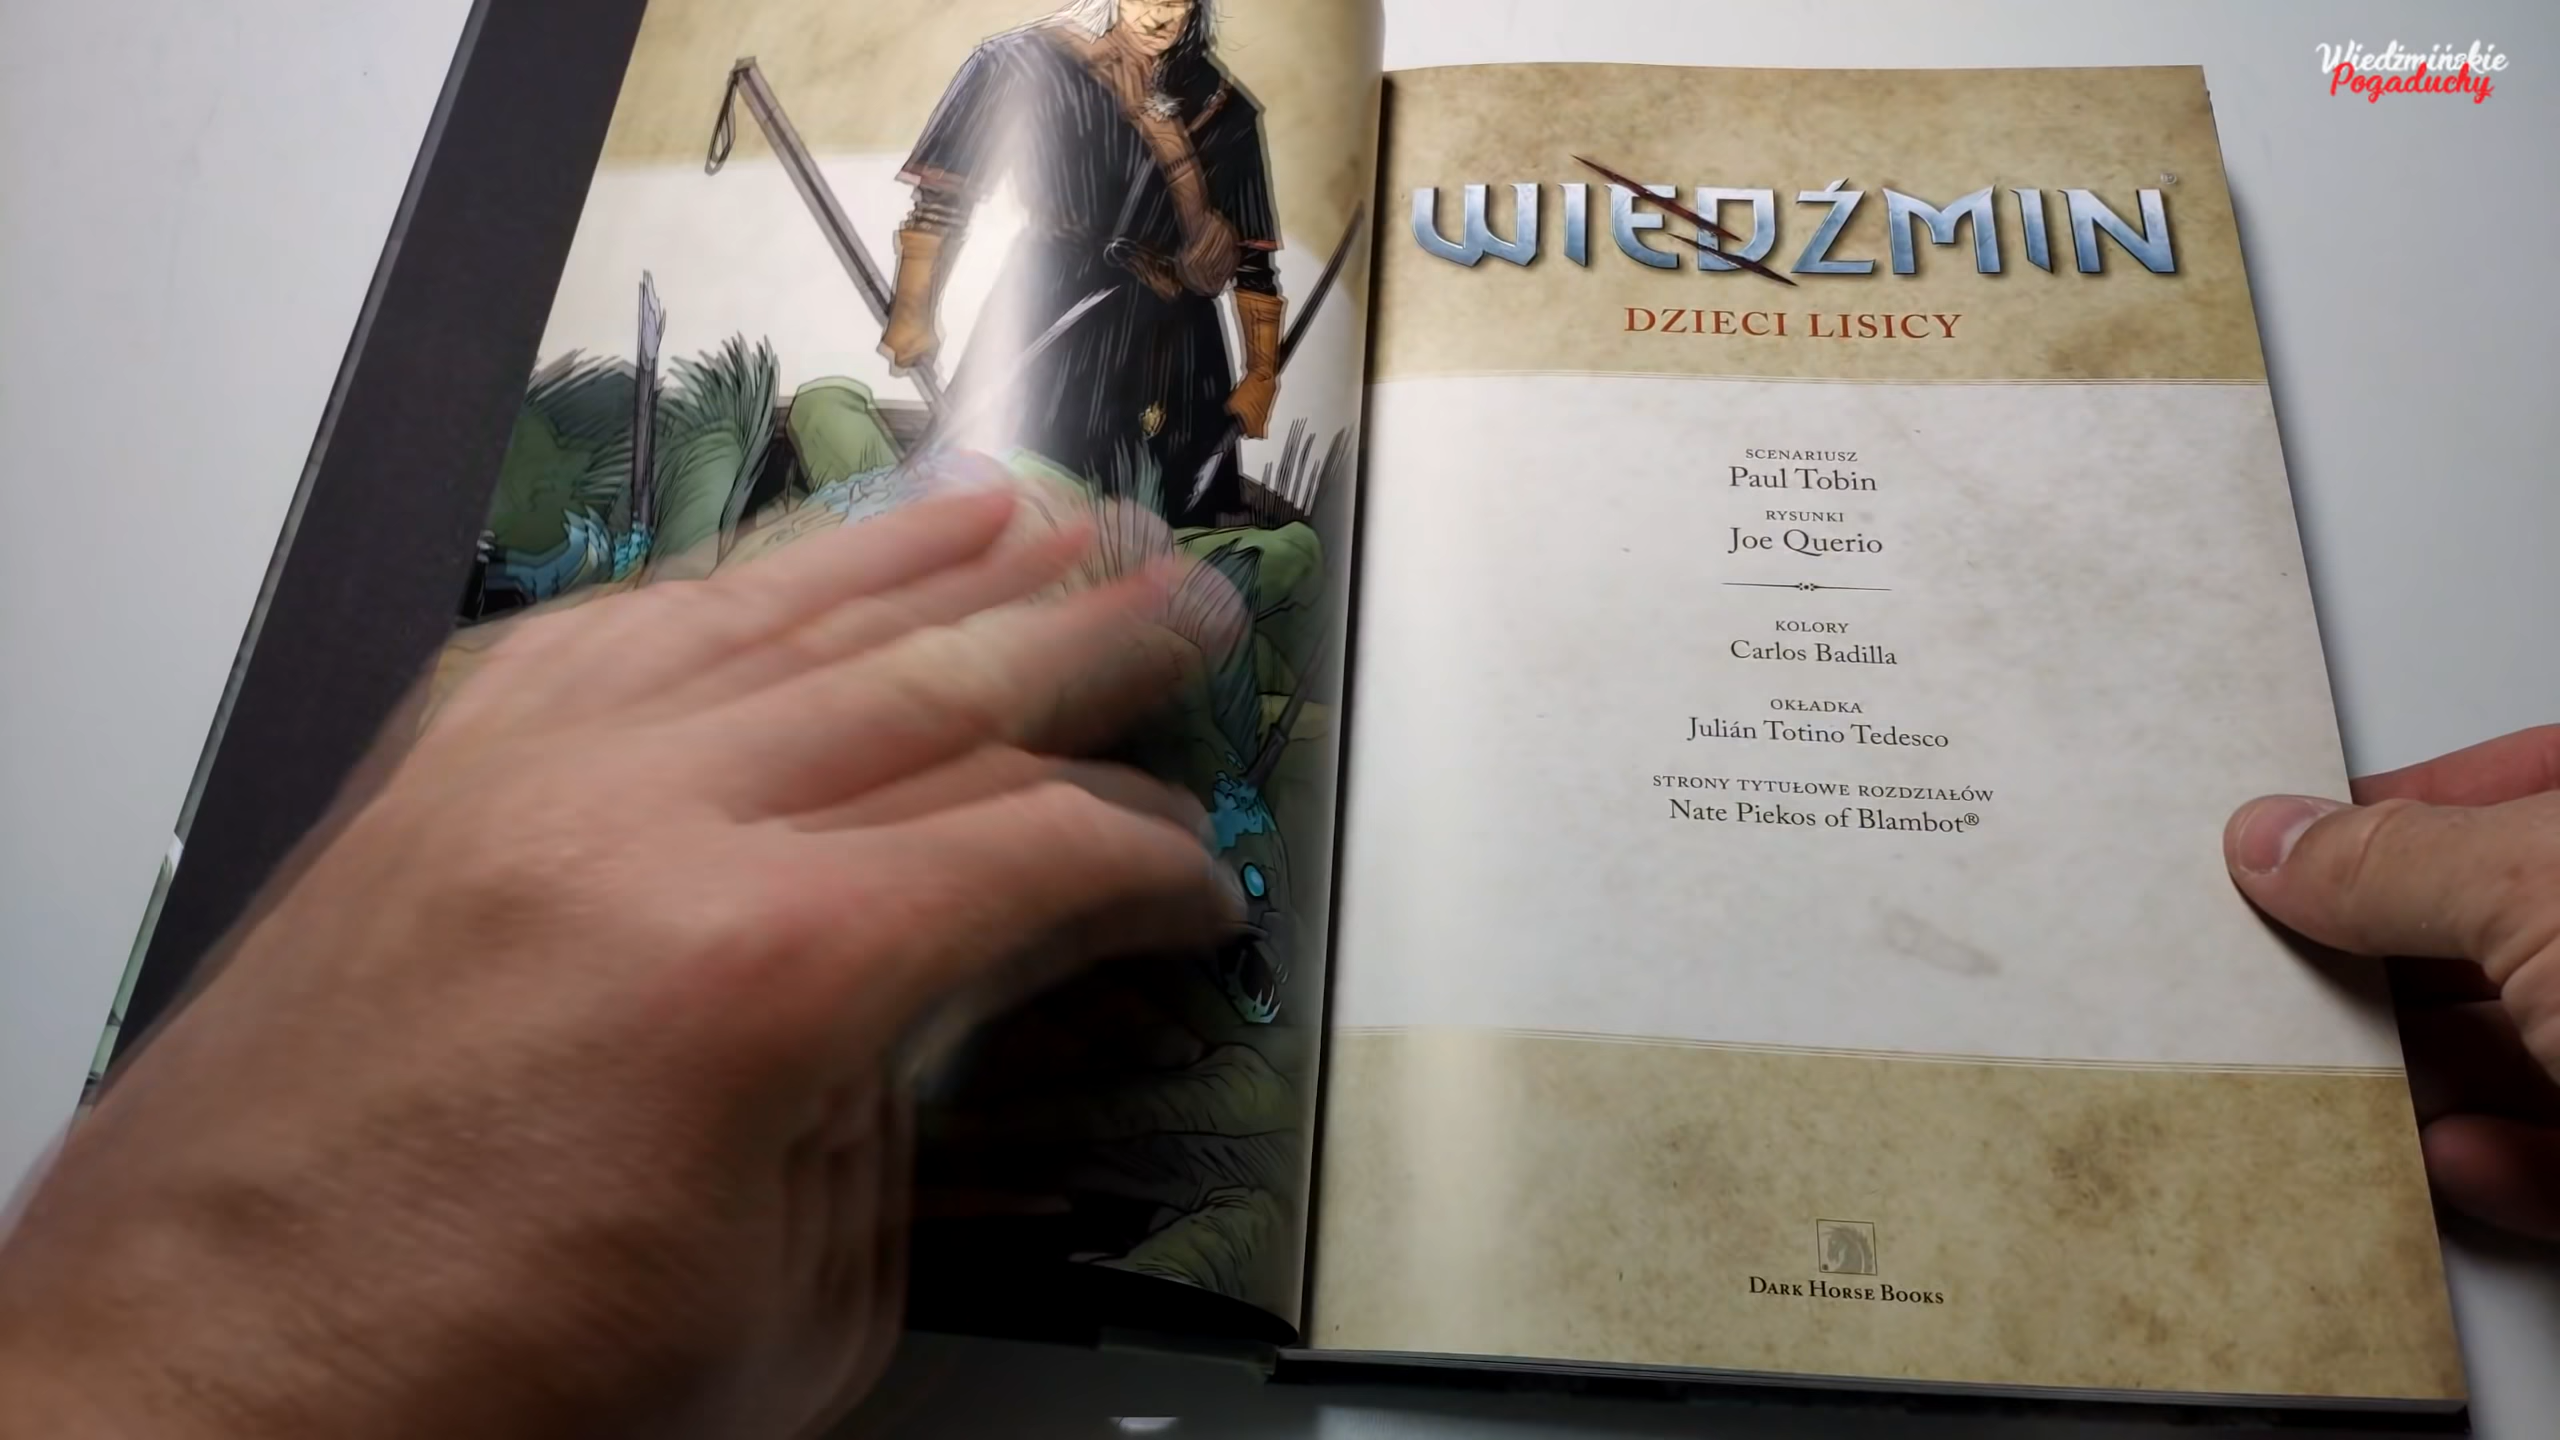 Wiedźmińskie
Pogaduchy
WIEDŹMIN®
DZIECI LISICY
SCENARIUSZ
Paul Tobin
RYSUNKI
Joe Querio
KOLORY
Carlos Badilla
OKŁADKA
Julián Totino Tedesco
STRONY TYTUŁOWE ROZDZIAŁÓW
Nate Piekos of Blambot®
DARK HORSE BOOKS